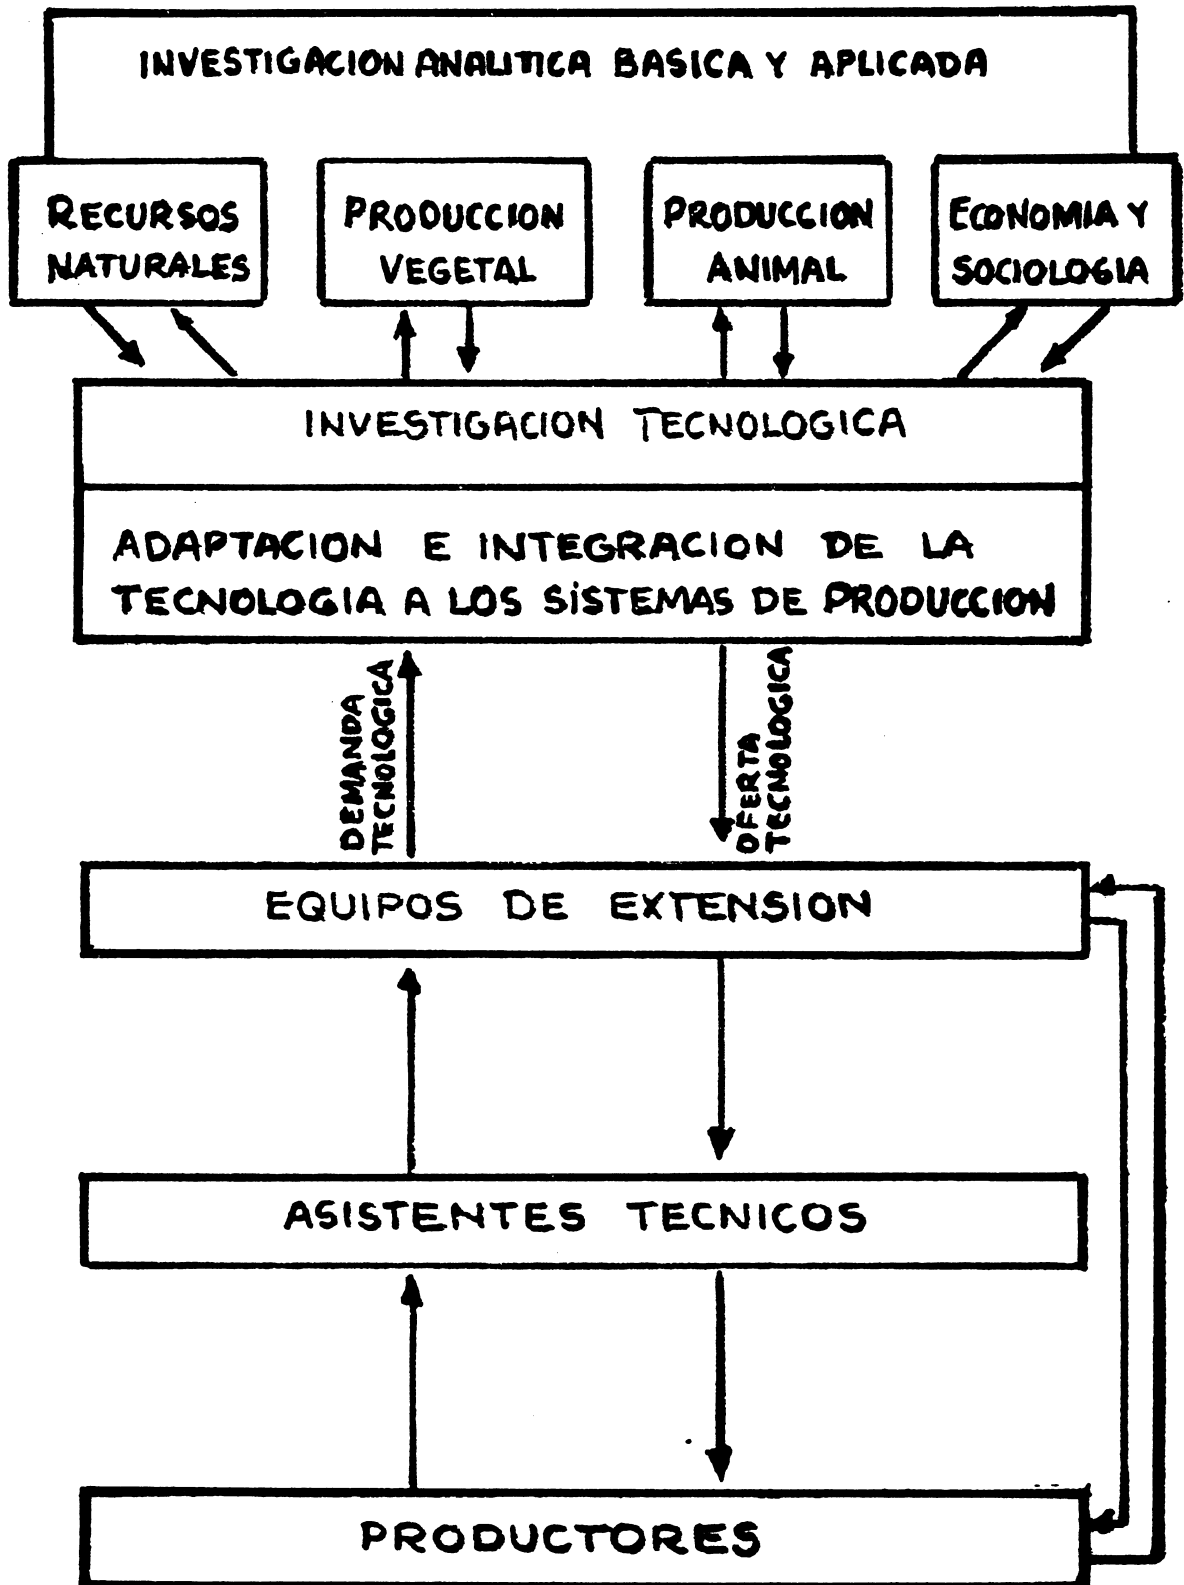 INVESTIGACION ANALITICA BASICA Y APLICADA
RECURSOS
NATURALES
PRODUCCION
VEGETAL
PRODUCCION
ANIMAL
ECONOMIA Y
SOCIOLOGIA
INVESTIGACION TECNOLOGICA
ADAPTACION E INTEGRACION DE LA
TECNOLOGIA A LOS SISTEMAS DE PRODUCCION
DEMANDA
TECNOLOGICA
OFERTA
TECNOLOGICA
EQUIPOS DE EXTENSION
ASISTENTES TECNICOS
PRODUCTORES